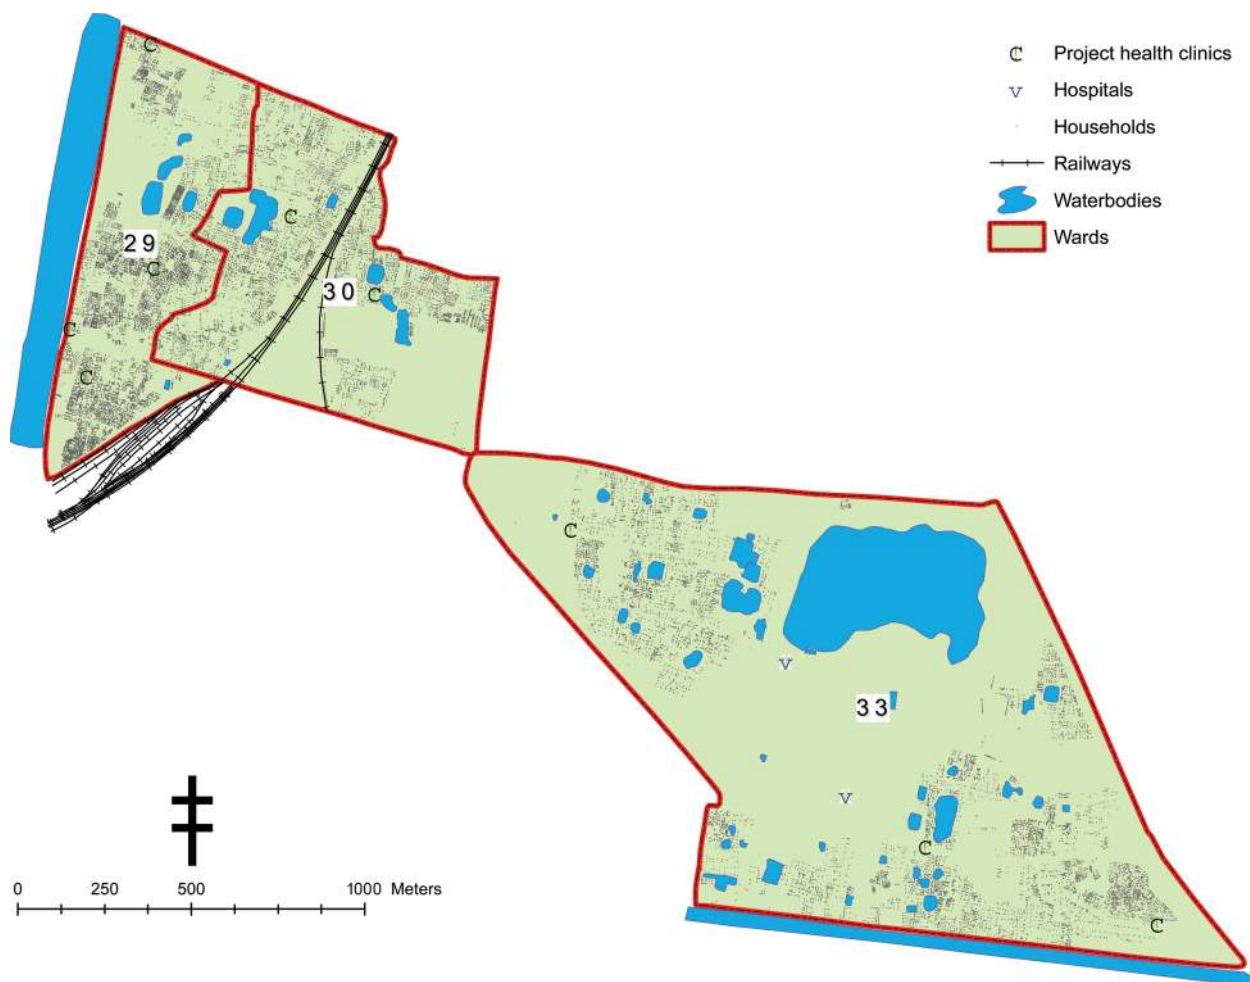 C Project health clinics
V Hospitals
Households
Railways
Waterbodies
Wards
C
C
29
C
30
C
C
C
C
C
V
33
V
C
C
0 250 500 1000 Meters